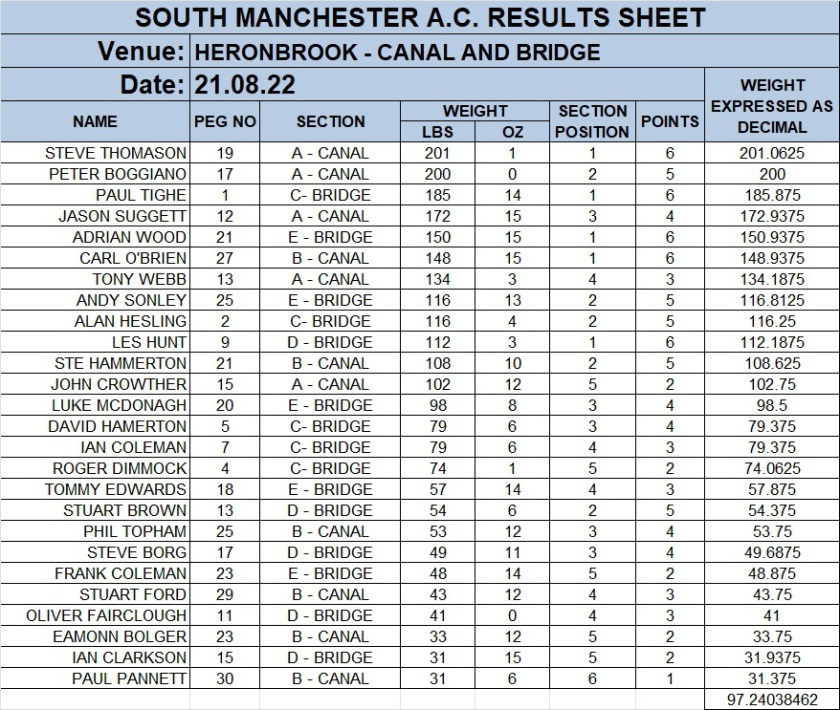 SOUTH MANCHESTER A.C. RESULTS SHEET
Venue: HERONBROOK - CANAL AND BRIDGE
Date: 21.08.22
NAME PEG NO SECTION WEIGHT LBS OZ SECTION POSITION POINTS WEIGHT EXPRESSED AS DECIMAL
STEVE THOMASON 19 A - CANAL 201 1 1 6 201.0625
PETER BOGGIANO 17 A - CANAL 200 0 2 5 200
PAUL TIGHE 1 C- BRIDGE 185 14 1 6 185.875
JASON SUGGETT 12 A - CANAL 172 15 3 4 172.9375
ADRIAN WOOD 21 E - BRIDGE 150 15 1 6 150.9375
CARL O'BRIEN 27 B - CANAL 148 15 1 6 148.9375
TONY WEBB 13 A - CANAL 134 3 4 3 134.1875
ANDY SONLEY 25 E - BRIDGE 116 13 2 5 116.8125
ALAN HESLING 2 C- BRIDGE 116 4 2 5 116.25
LES HUNT 9 D - BRIDGE 112 3 1 6 112.1875
STE HAMMERTON 21 B - CANAL 108 10 2 5 108.625
JOHN CROWTHER 15 A - CANAL 102 12 5 2 102.75
LUKE MCDONAGH 20 E - BRIDGE 98 8 3 4 98.5
DAVID HAMERTON 5 C- BRIDGE 79 6 3 4 79.375
IAN COLEMAN 7 C- BRIDGE 79 6 4 3 79.375
ROGER DIMMOCK 4 C- BRIDGE 74 1 5 2 74.0625
TOMMY EDWARDS 18 E - BRIDGE 57 14 4 3 57.875
STUART BROWN 13 D - BRIDGE 54 6 2 5 54.375
PHIL TOPHAM 25 B - CANAL 53 12 3 4 53.75
STEVE BORG 17 D - BRIDGE 49 11 3 4 49.6875
FRANK COLEMAN 23 E - BRIDGE 48 14 5 2 48.875
STUART FORD 29 B - CANAL 43 12 4 3 43.75
OLIVER FAIRCLOUGH 11 D - BRIDGE 41 0 4 3 41
EAMONN BOLGER 23 B - CANAL 33 12 5 2 33.75
IAN CLARKSON 15 D - BRIDGE 31 15 5 2 31.9375
PAUL PANNETT 30 B - CANAL 31 6 6 1 31.375
97.24038462